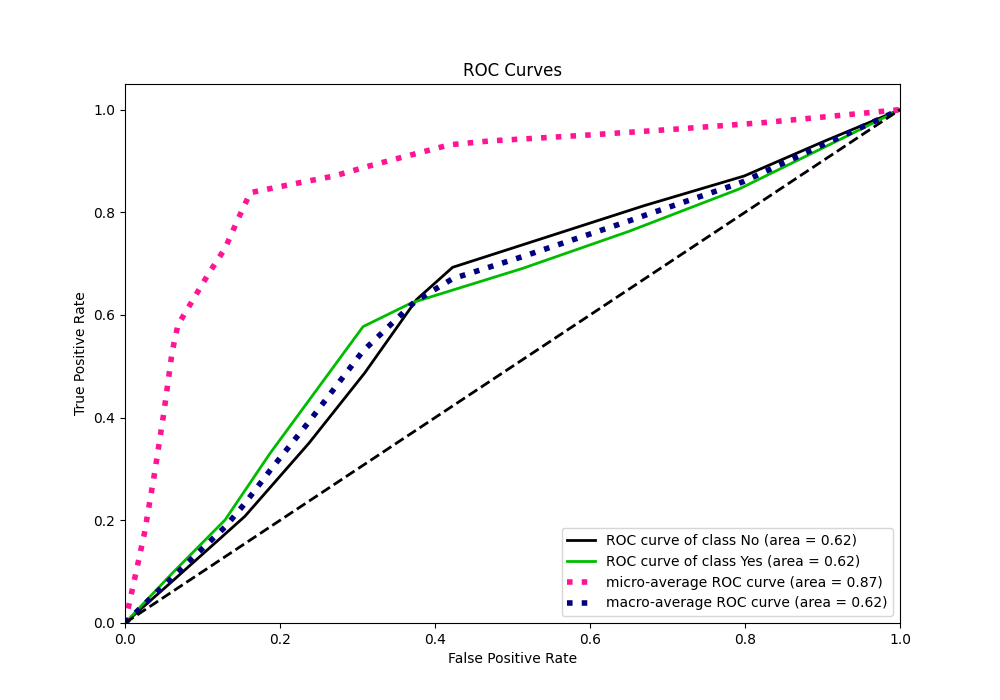 ROC Curves
True Positive Rate
1.0
0.8
0.6
0.4
0.2
0.0
0.0 0.2 0.4 0.6 0.8 1.0
False Positive Rate
ROC curve of class No (area = 0.62)
ROC curve of class Yes (area = 0.62)
micro-average ROC curve (area = 0.87)
macro-average ROC curve (area = 0.62)